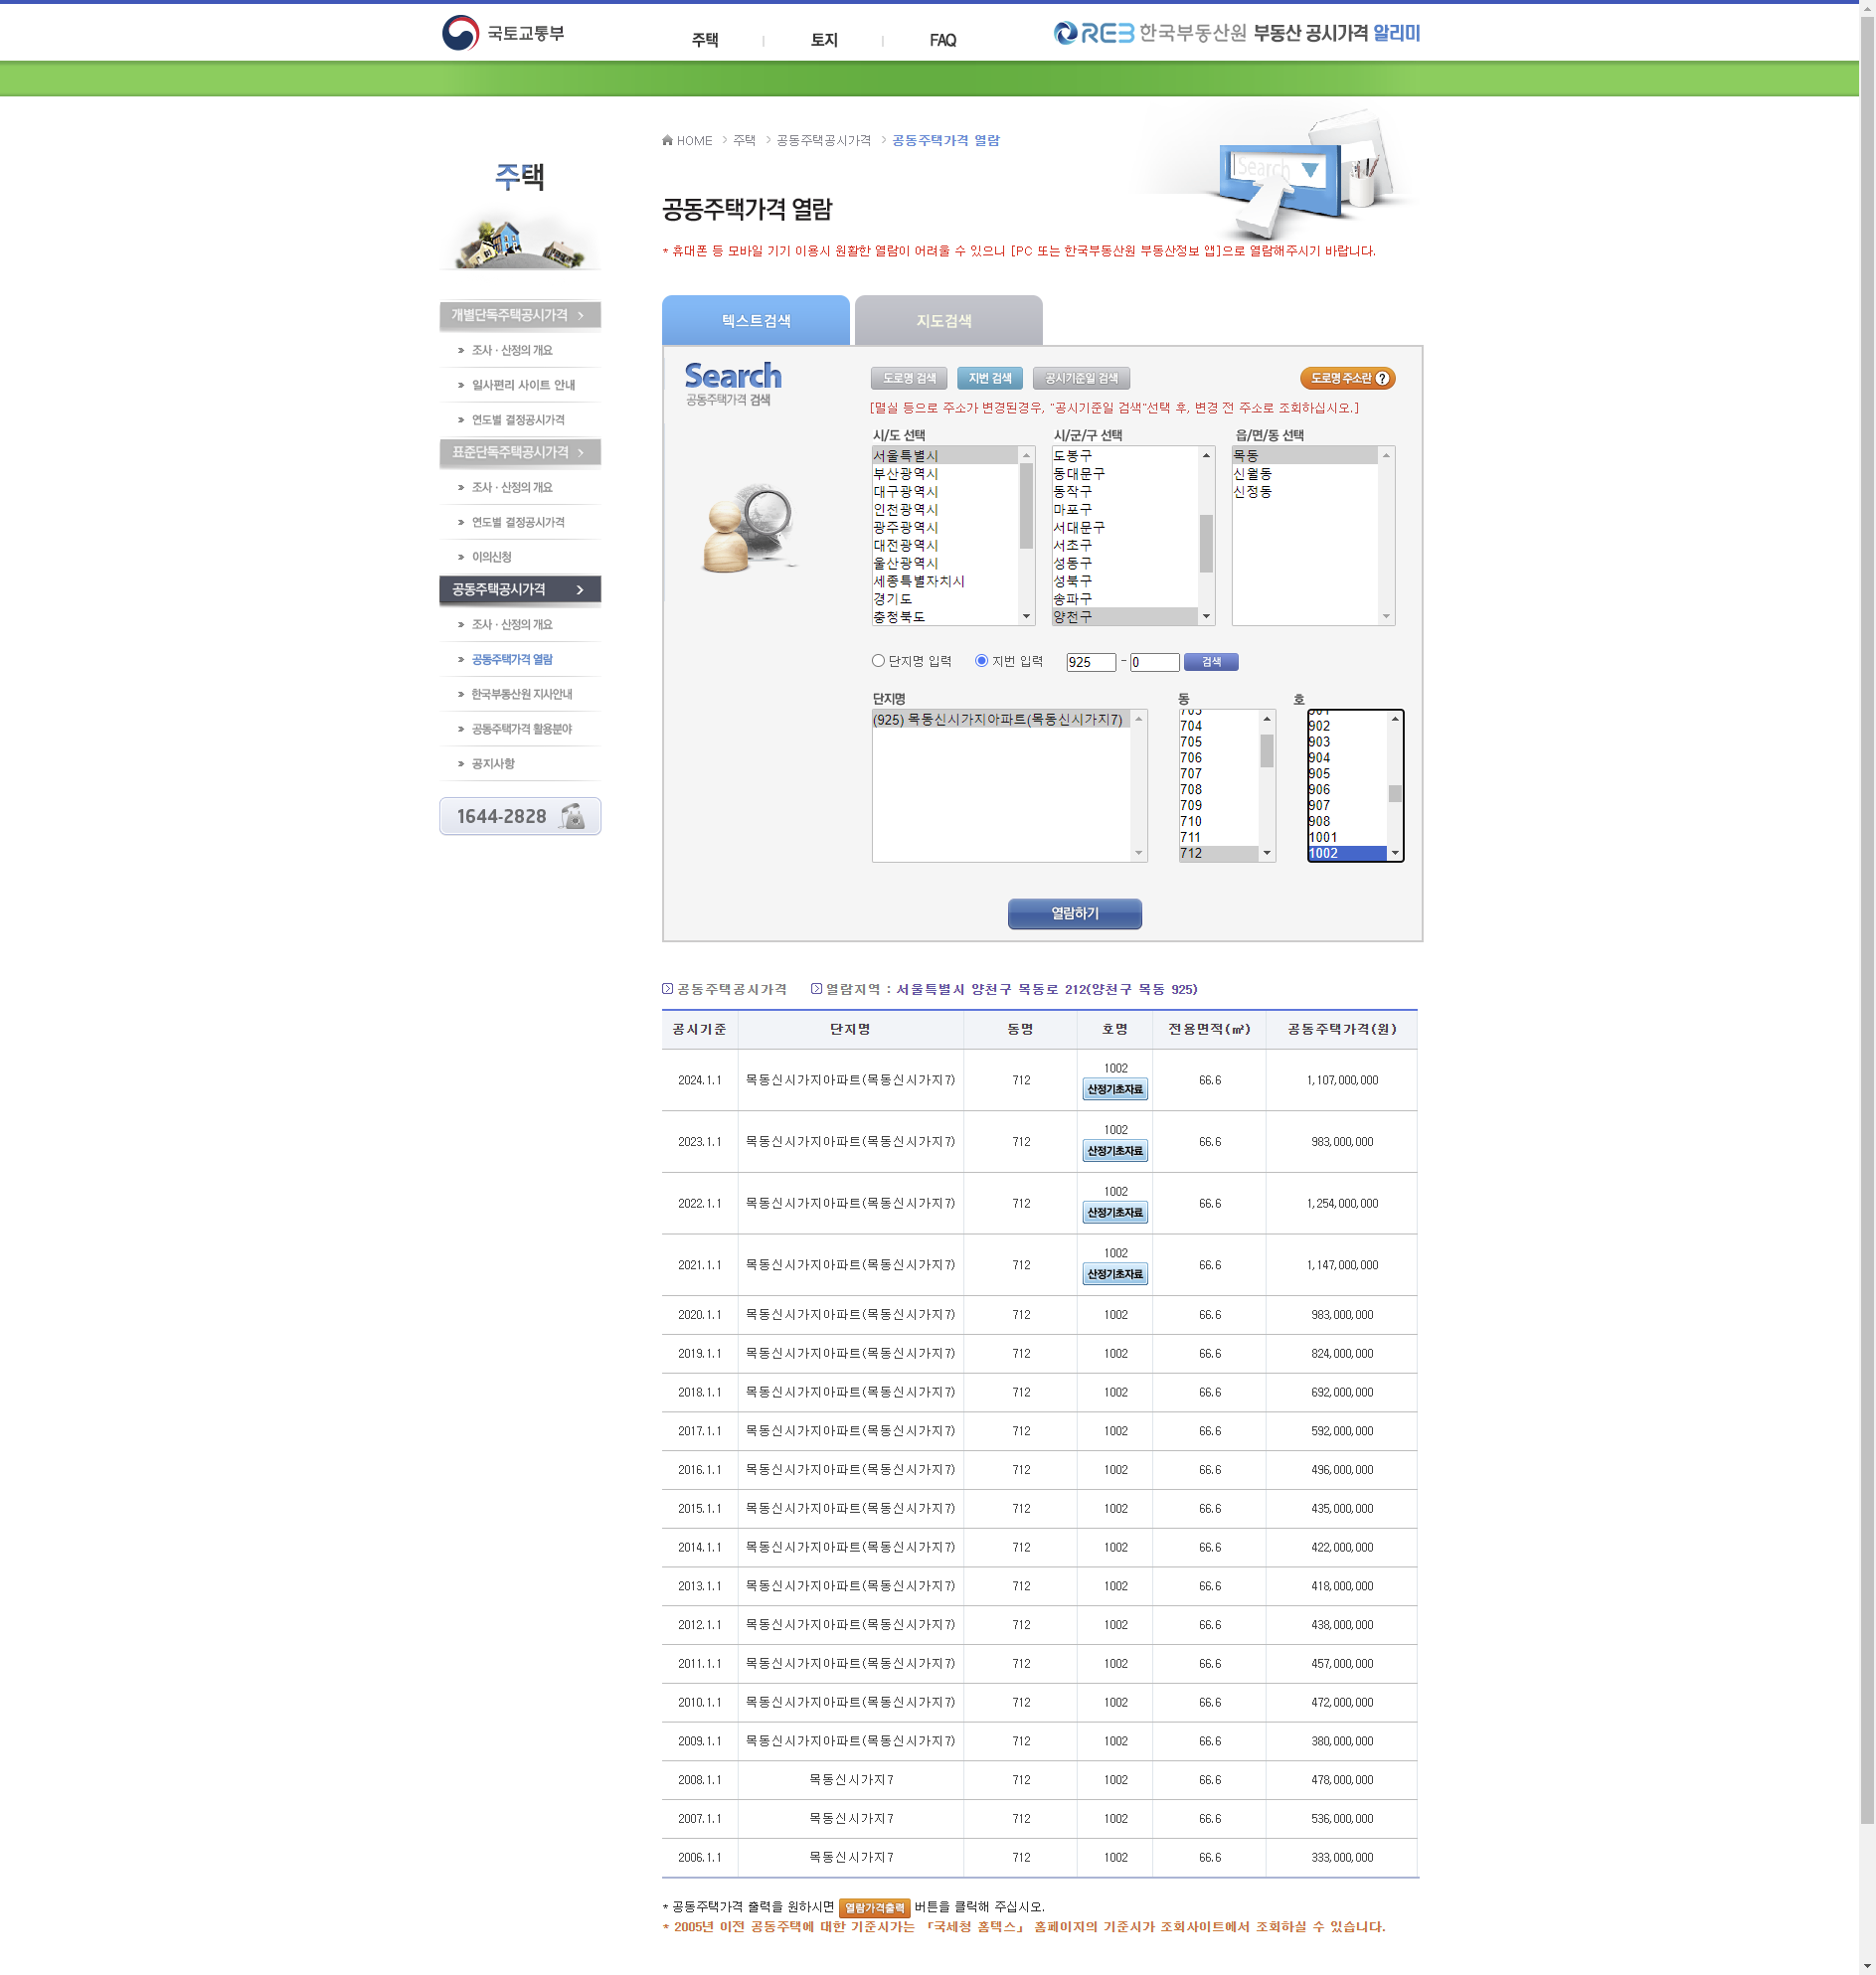 국토교통부
주택 토지 FAQ
REB 한국부동산원 부동산 공시가격 알리미
HOME > 주택 > 공동주택공시가격 > 공동주택가격 열람
주택
공동주택가격 열람
Search
* 휴대폰 등 모바일 기기 이용시 원활한 열람이 어려울 수 있으니 [PC 또는 한국부동산원 부동산정보 앱]으로 열람해주시기 바랍니다.
개별단독주택공시가격
조사 · 산정의 개요
일사편리 사이트 안내
연도별 결정공시가격
표준단독주택공시가격
조사 · 산정의 개요
연도별 결정공시가격
이의신청
공동주택공시가격
조사 · 산정의 개요
공동주택가격 열람
한국부동산원 지사안내
공동주택가격 활용분야
공지사항
1644-2828
텍스트검색 지도검색
Search
공동주택가격 검색
도로명 검색 지번 검색 공시기준일 검색 도로명 주소란 ?
[멸실 등으로 주소가 변경된경우, "공시기준일 검색"선택 후, 변경 전 주소로 조회하십시오.]
시/도 선택
서울특별시
부산광역시
대구광역시
인천광역시
광주광역시
대전광역시
울산광역시
세종특별자치시
경기도
충청북도
시/군/구 선택
도봉구
동대문구
동작구
마포구
서대문구
서초구
성동구
성북구
송파구
양천구
읍/면/동 선택
목동
신월동
신정동
단지명 입력 지번 입력 925 - 0 검색
단지명
(925) 목동신시가지아파트(목동신시가지7)
동
703
704
705
706
707
708
709
710
711
712
호
901
902
903
904
905
906
907
908
1001
1002
열람하기
공동주택공시가격 열람지역 : 서울특별시 양천구 목동로 212(양천구 목동 925)
공시기준 단지명 동명 호명 전용면적(㎡) 공동주택가격(원)
2024.1.1 목동신시가지아파트(목동신시가지7) 712 1002 산정기초자료 66.6 1,107,000,000
2023.1.1 목동신시가지아파트(목동신시가지7) 712 1002 산정기초자료 66.6 983,000,000
2022.1.1 목동신시가지아파트(목동신시가지7) 712 1002 산정기초자료 66.6 1,254,000,000
2021.1.1 목동신시가지아파트(목동신시가지7) 712 1002 산정기초자료 66.6 1,147,000,000
2020.1.1 목동신시가지아파트(목동신시가지7) 712 1002 66.6 983,000,000
2019.1.1 목동신시가지아파트(목동신시가지7) 712 1002 66.6 824,000,000
2018.1.1 목동신시가지아파트(목동신시가지7) 712 1002 66.6 692,000,000
2017.1.1 목동신시가지아파트(목동신시가지7) 712 1002 66.6 592,000,000
2016.1.1 목동신시가지아파트(목동신시가지7) 712 1002 66.6 496,000,000
2015.1.1 목동신시가지아파트(목동신시가지7) 712 1002 66.6 435,000,000
2014.1.1 목동신시가지아파트(목동신시가지7) 712 1002 66.6 422,000,000
2013.1.1 목동신시가지아파트(목동신시가지7) 712 1002 66.6 418,000,000
2012.1.1 목동신시가지아파트(목동신시가지7) 712 1002 66.6 438,000,000
2011.1.1 목동신시가지아파트(목동신시가지7) 712 1002 66.6 457,000,000
2010.1.1 목동신시가지아파트(목동신시가지7) 712 1002 66.6 472,000,000
2009.1.1 목동신시가지아파트(목동신시가지7) 712 1002 66.6 380,000,000
2008.1.1 목동신시가지7 712 1002 66.6 478,000,000
2007.1.1 목동신시가지7 712 1002 66.6 536,000,000
2006.1.1 목동신시가지7 712 1002 66.6 333,000,000
* 공동주택가격 출력을 원하시면 열람가격출력 버튼을 클릭해 주십시오.
* 2005년 이전 공동주택에 대한 기준시가는 「국세청 홈텍스」 홈페이지의 기준시가 조회사이트에서 조회하실 수 있습니다.